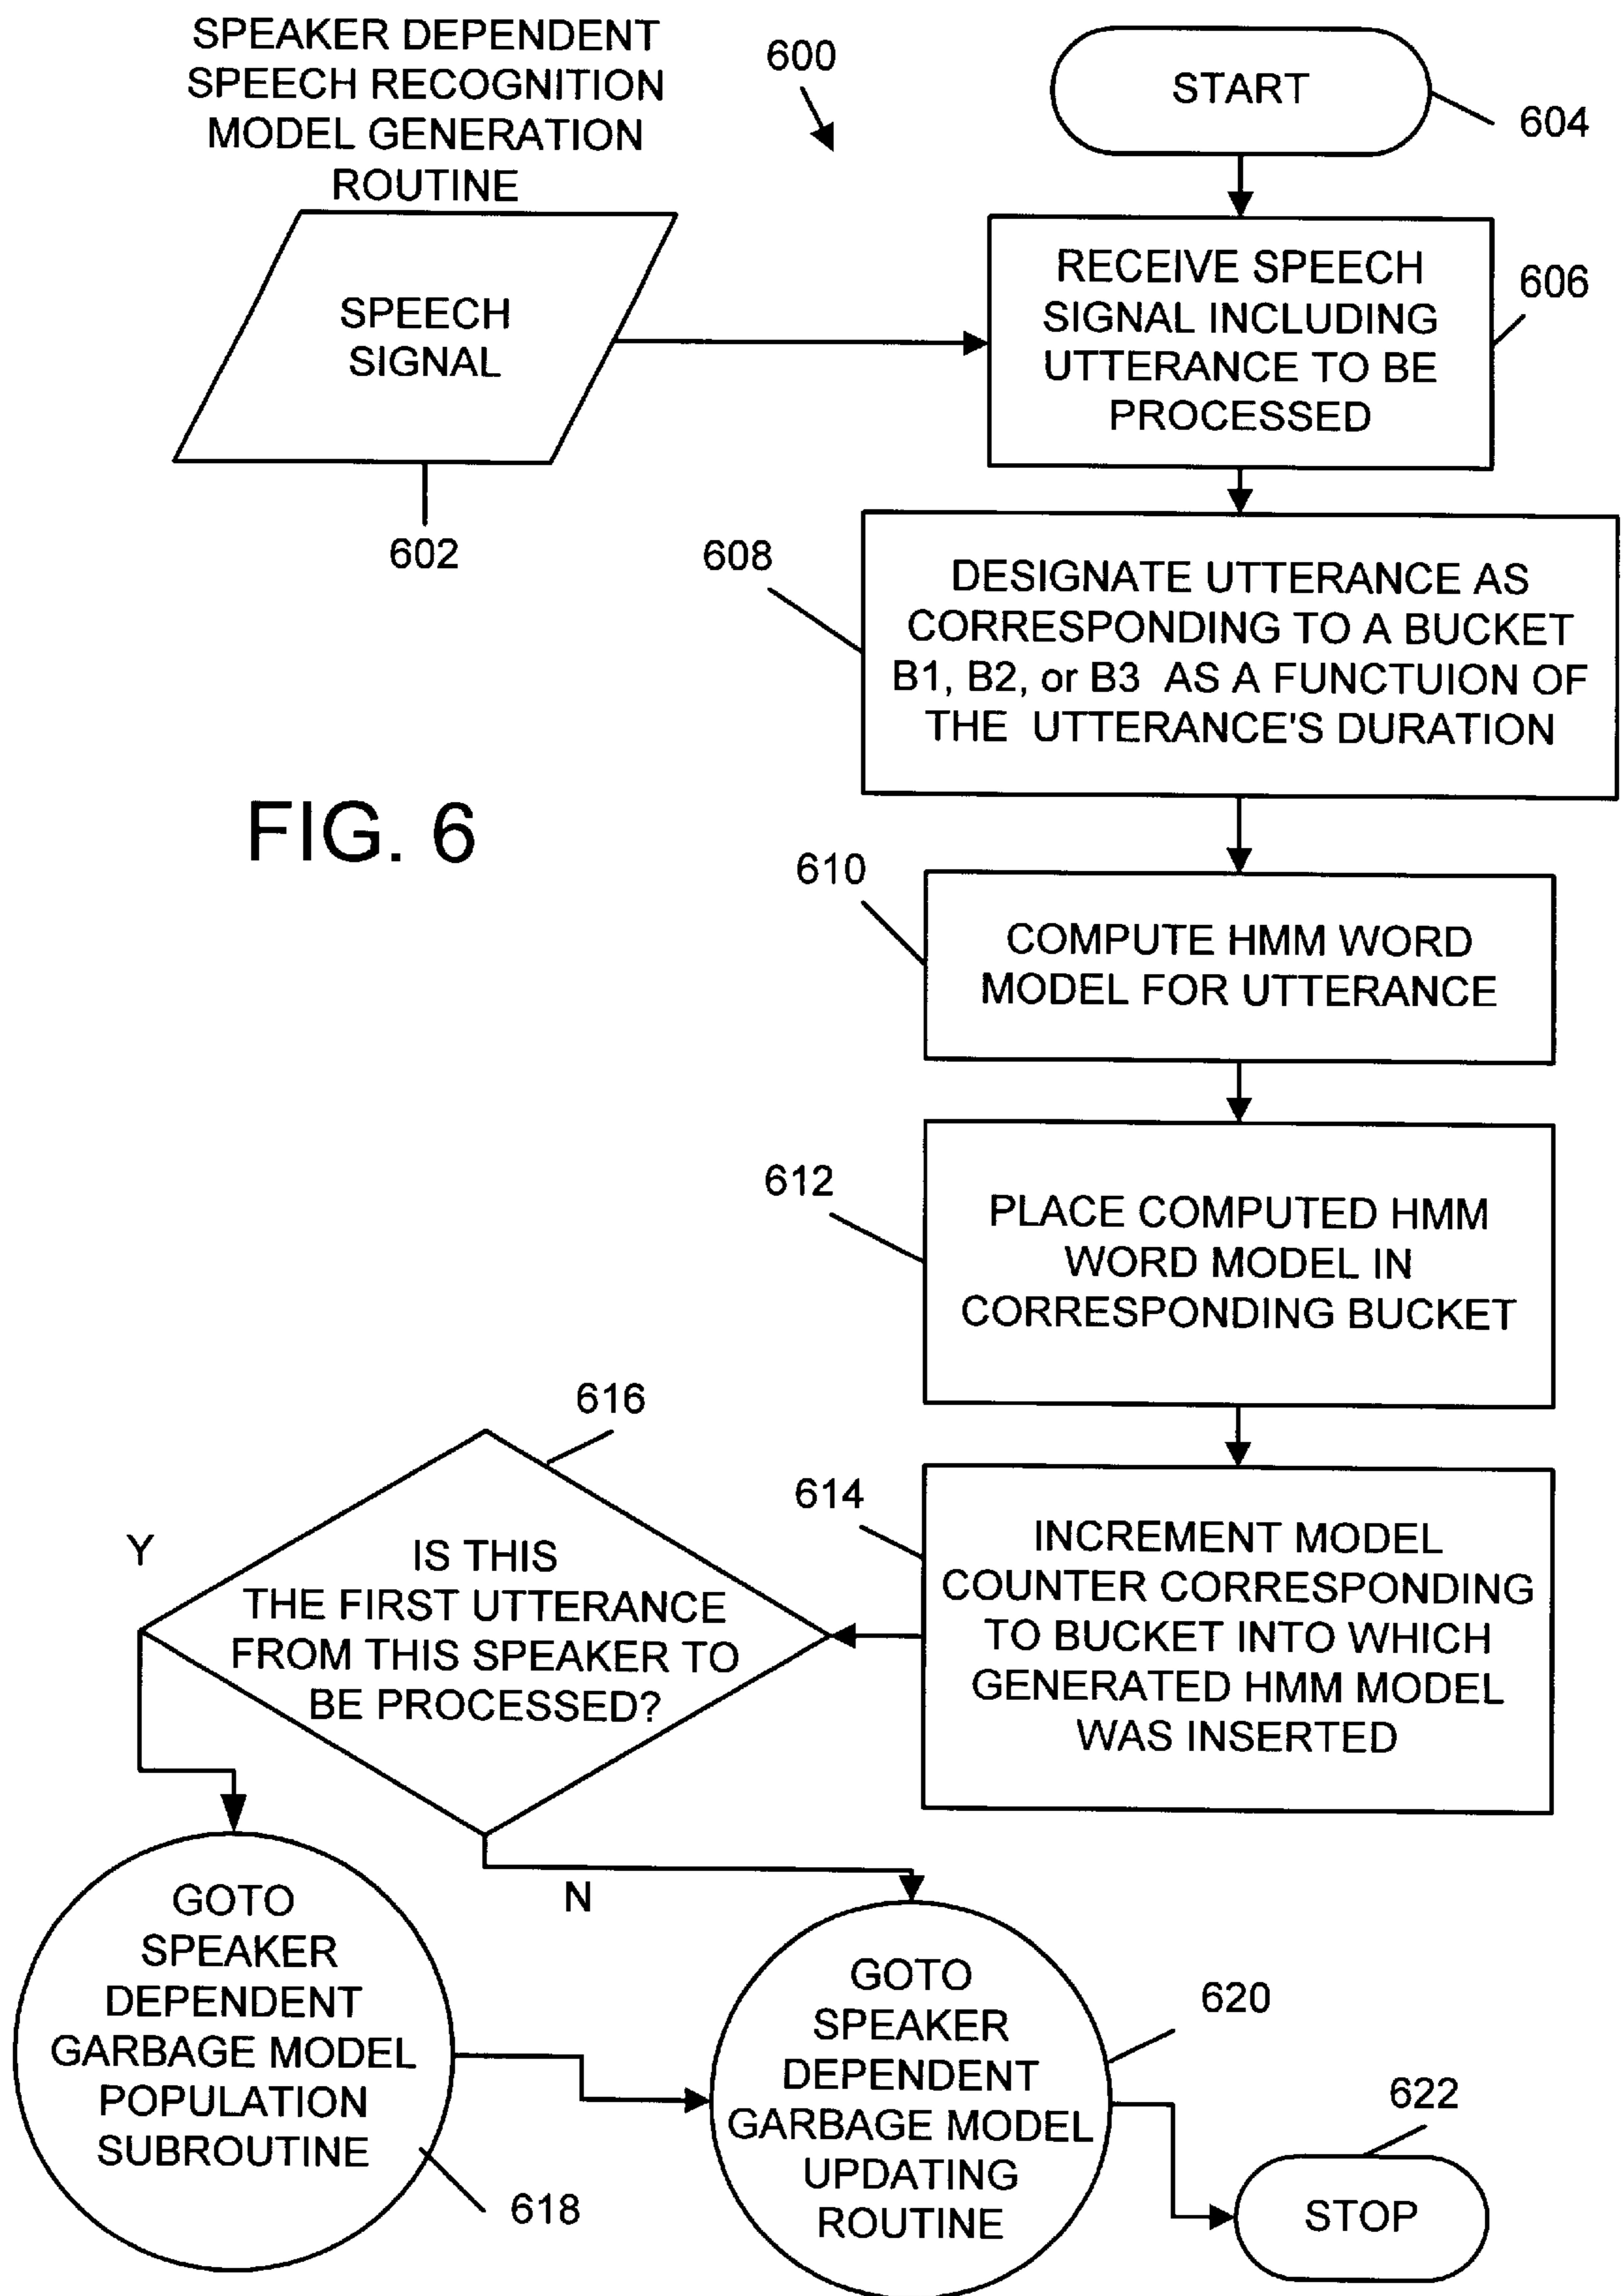 SPEAKER DEPENDENT
SPEECH RECOGNITION
MODEL GENERATION
ROUTINE
600
START
604
SPEECH
SIGNAL
602
RECEIVE SPEECH
SIGNAL INCLUDING
UTTERANCE TO BE
PROCESSED
606
608
DESIGNATE UTTERANCE AS
CORRESPONDING TO A BUCKET
B1, B2, or B3 AS A FUNCTUION OF
THE UTTERANCE'S DURATION
FIG. 6
610
COMPUTE HMM WORD
MODEL FOR UTTERANCE
612
PLACE COMPUTED HMM
WORD MODEL IN
CORRESPONDING BUCKET
614
INCREMENT MODEL
COUNTER CORRESPONDING
TO BUCKET INTO WHICH
GENERATED HMM MODEL
WAS INSERTED
616
Y
IS THIS
THE FIRST UTTERANCE
FROM THIS SPEAKER TO
BE PROCESSED?
N
GOTO
SPEAKER
DEPENDENT
GARBAGE MODEL
POPULATION
SUBROUTINE
618
GOTO
SPEAKER
DEPENDENT
GARBAGE MODEL
UPDATING
ROUTINE
620
622
STOP